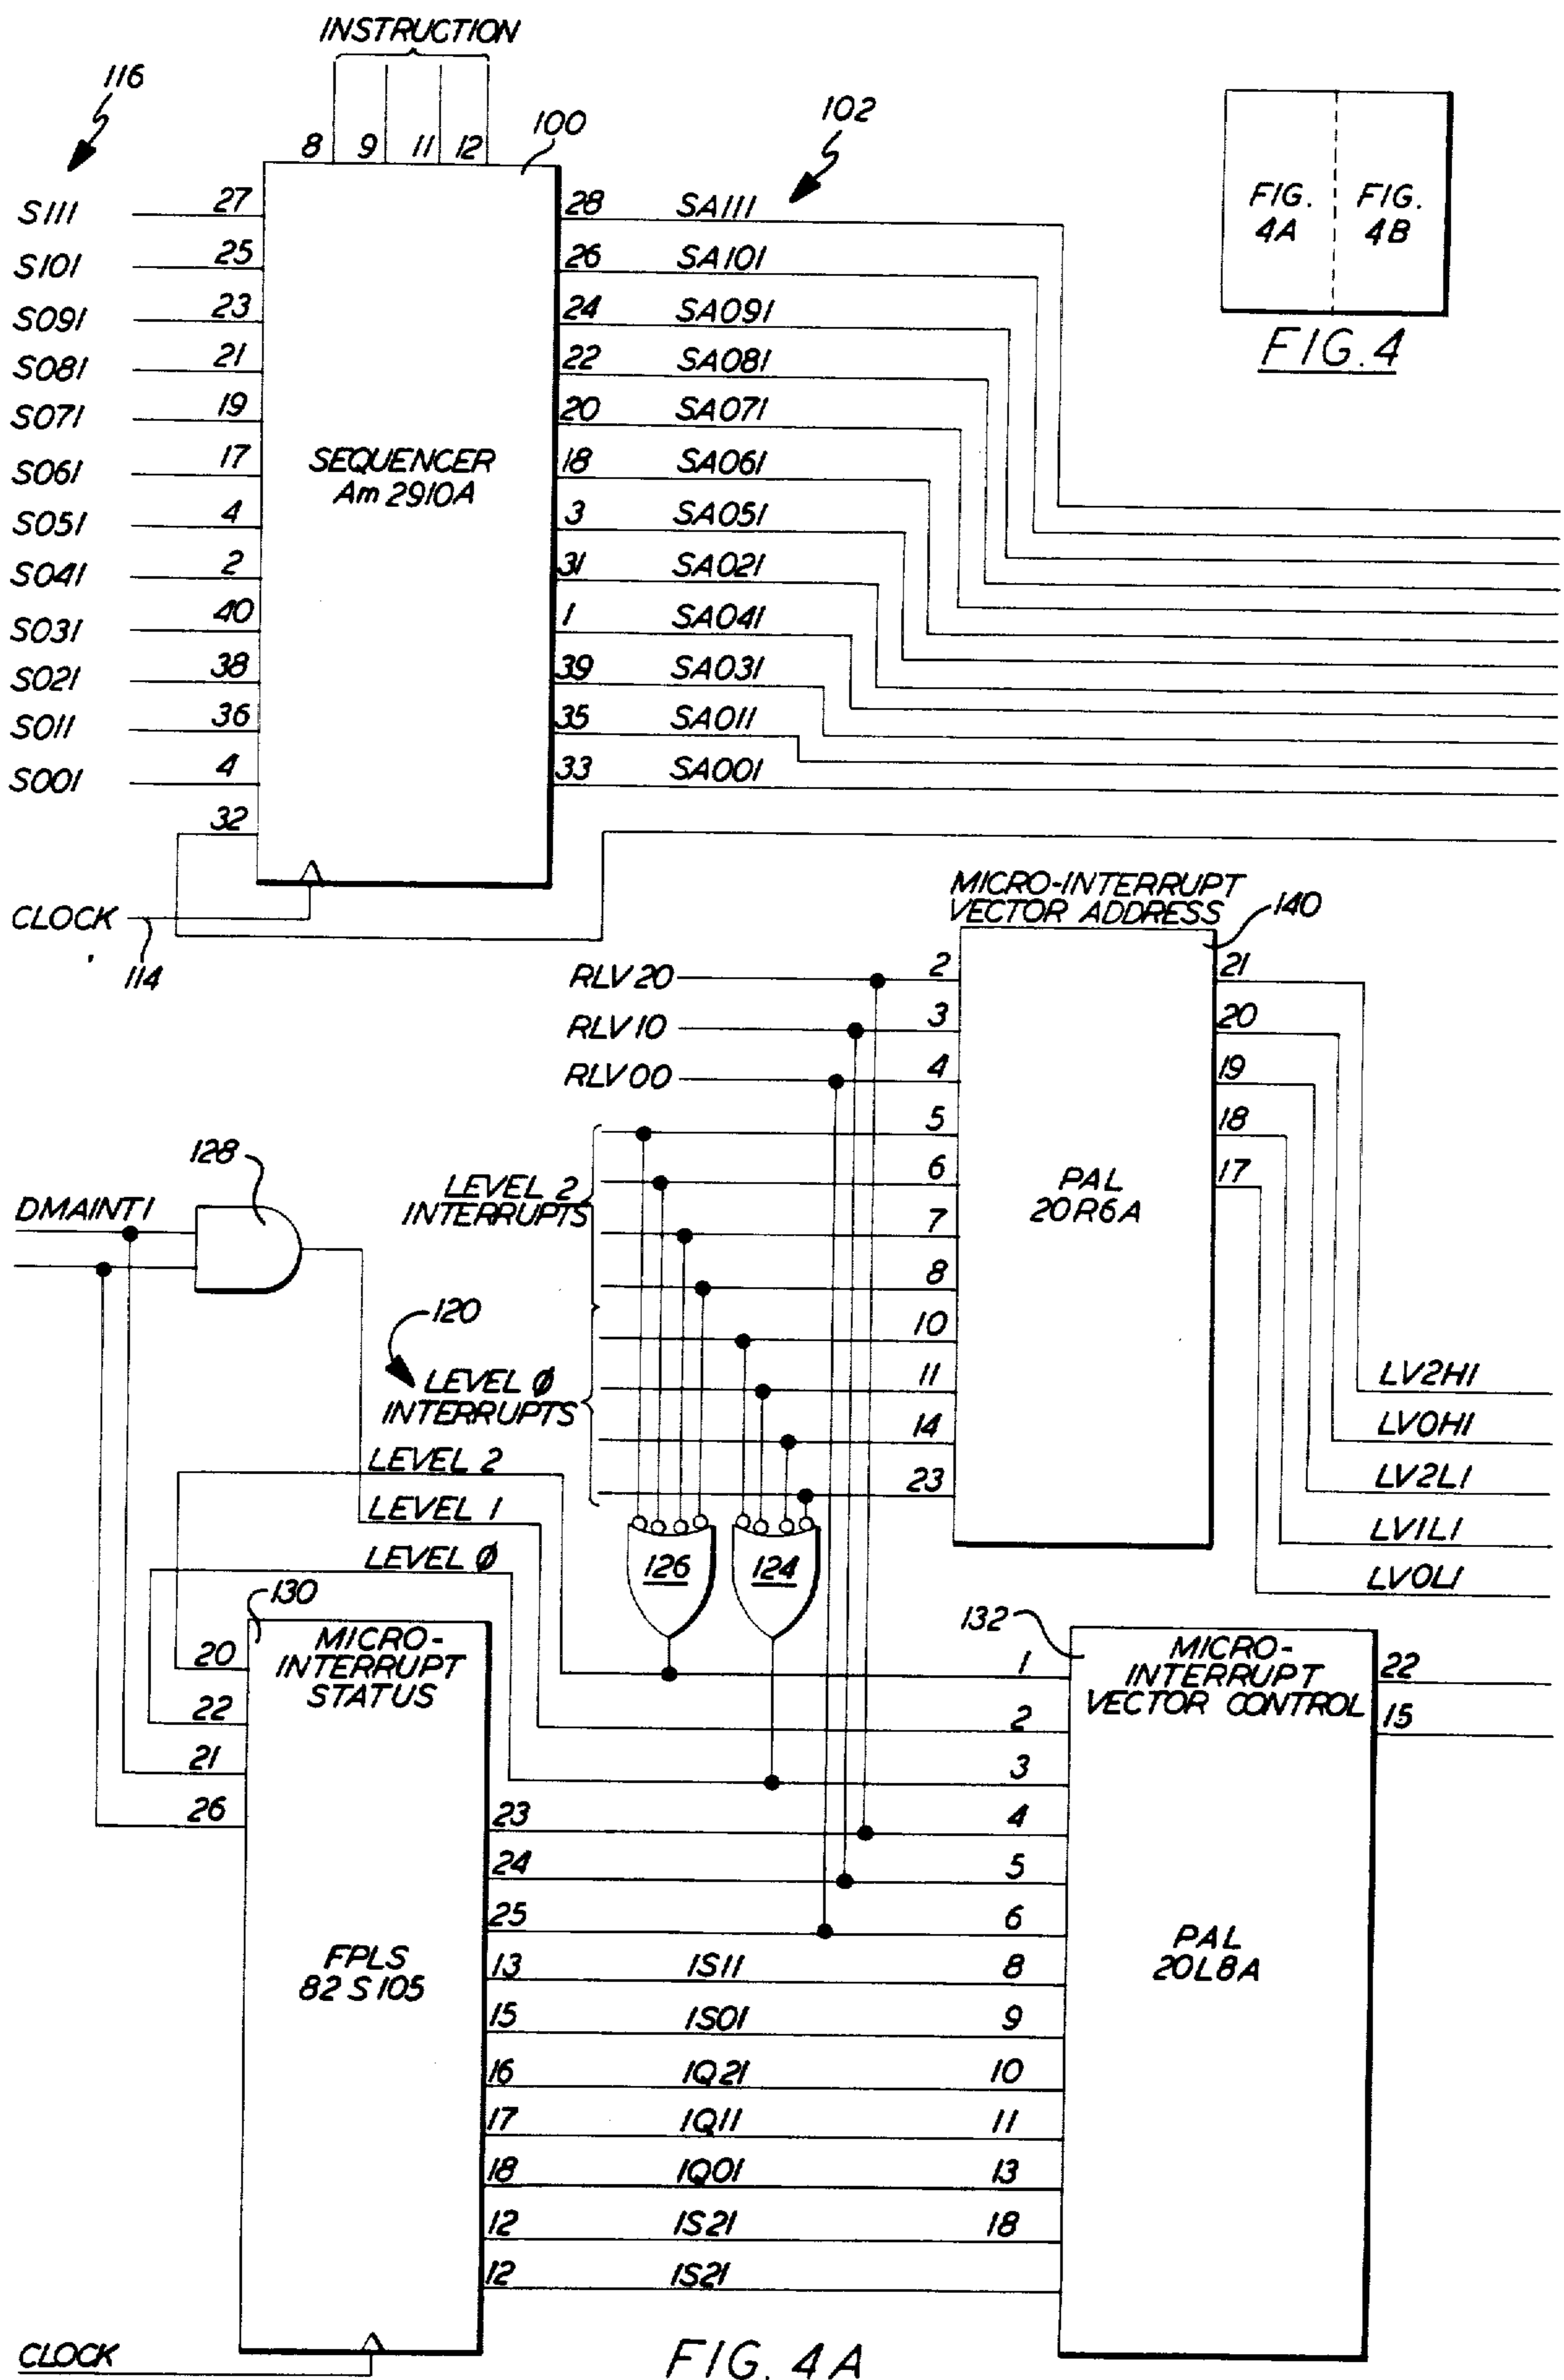 INSTRUCTION
116
102
8 9 11 12
100
FIG. 4A
FIG. 4B
FIG. 4
S111 27
S101 25
S091 23
S081 21
S071 19
S061 17
S051 4
S041 2
S031 40
S021 38
S011 36
S001 4
32
SEQUENCER
Am 2910A
28 SA111
26 SA101
24 SA091
22 SA081
20 SA071
18 SA061
3 SA051
31 SA021
1 SA041
39 SA031
35 SA011
33 SA001
CLOCK
114
MICRO-INTERRUPT
VECTOR ADDRESS
140
RLV20 2
RLV10 3
RLV00 4
5
6
7
8
10
11
14
23
PAL
20R6A
21
20
19
18
17
LV2H1
LV0H1
LV2L1
LV1L1
LV0L1
128
DMAINT1
LEVEL 2
INTERRUPTS
120
LEVEL Ø
INTERRUPTS
LEVEL 2
LEVEL 1
LEVEL Ø
126
124
130
MICRO-
INTERRUPT
STATUS
20
22
21
26
FPLS
82 S 105
23
24
25
13 IS11
15 IS01
16 IQ21
17 IQ11
18 IQ01
12 IS21
12 IS21
132
MICRO-
INTERRUPT
VECTOR CONTROL
1
2
3
4
5
6
8
9
10
11
13
18
PAL
20L8A
22
15
CLOCK
FIG. 4A